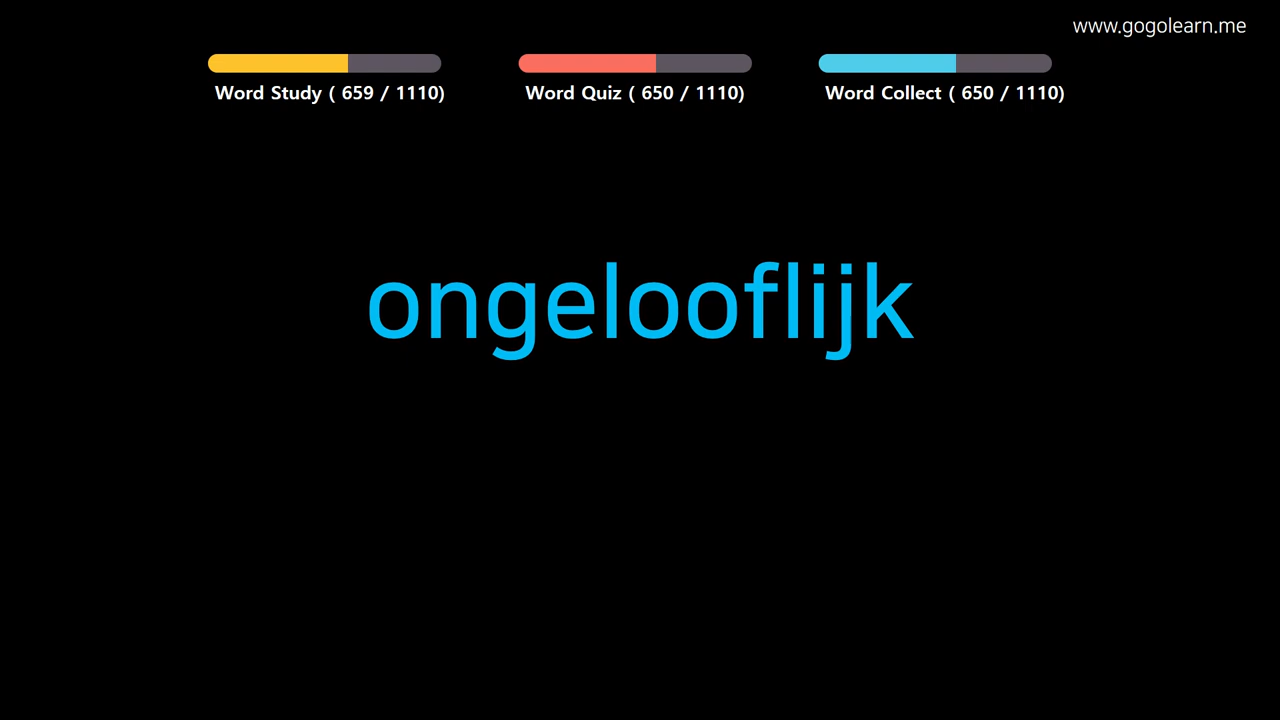 www.gogolearn.me
Word Study ( 659 / 1110)
Word Quiz ( 650 / 1110)
Word Collect ( 650 / 1110)
ongelooflijk